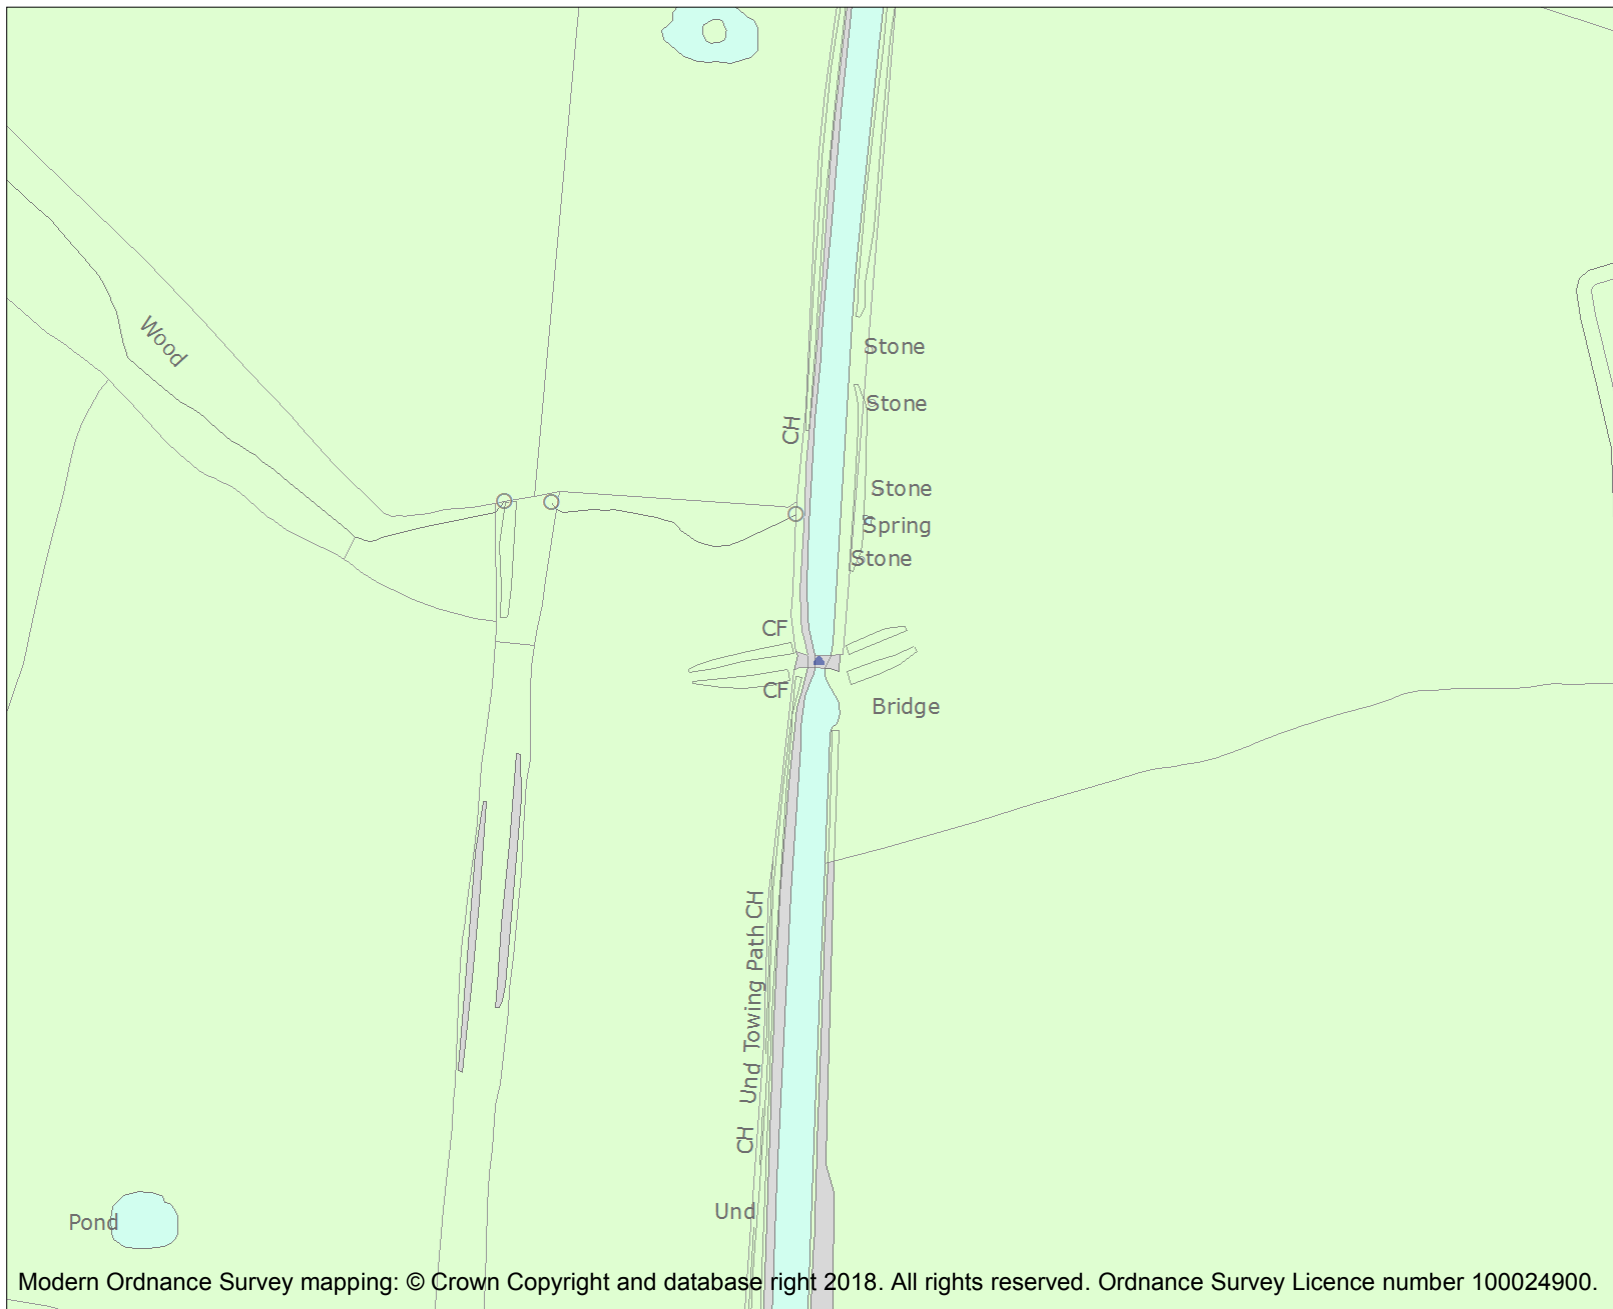 Wood
Stone
Stone
CH
Stone
Spring
Stone
CF
CF
Bridge
Und Towing Path CH
CH
Und
Pond
Modern Ordnance Survey mapping: © Crown Copyright and database right 2018. All rights reserved. Ordnance Survey Licence number 100024900.